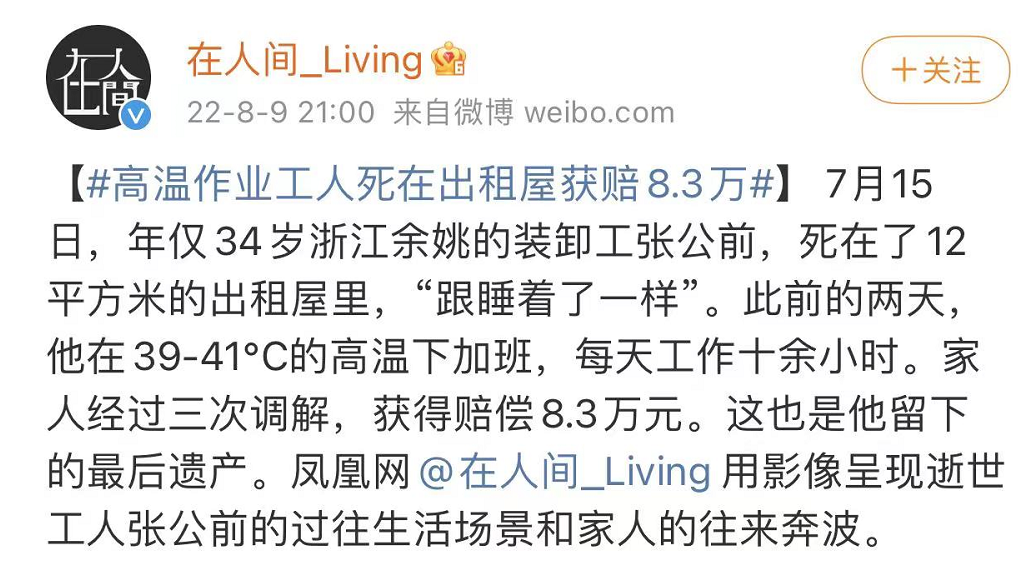 在人間
在人间_Living
22-8-9 21:00 来自微博 weibo.com
+关注
【#高温作业工人死在出租屋获赔8.3万#】 7月15
日，年仅34岁浙江余姚的装卸工张公前，死在了12
平方米的出租屋里，“跟睡着了一样”。此前的两天，
他在39-41°C的高温下加班，每天工作十余小时。家
人经过三次调解，获得赔偿8.3万元。这也是他留下
的最后遗产。凤凰网@在人间_Living 用影像呈现逝世
工人张公前的过往生活场景和家人的往来奔波。